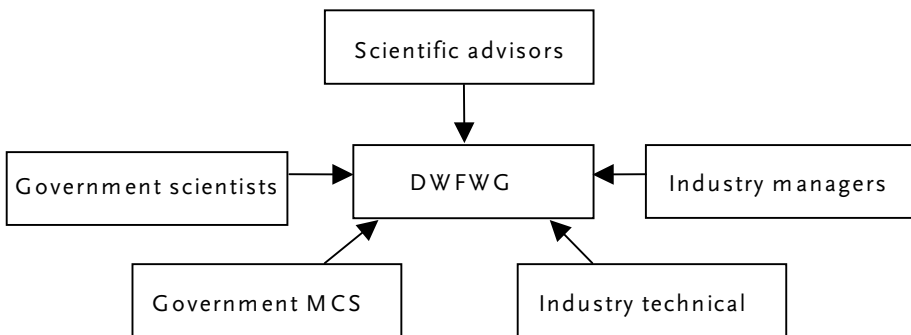 Scientific advisors
Government scientists
DWFWG
Industry managers
Government MCS
Industry technical